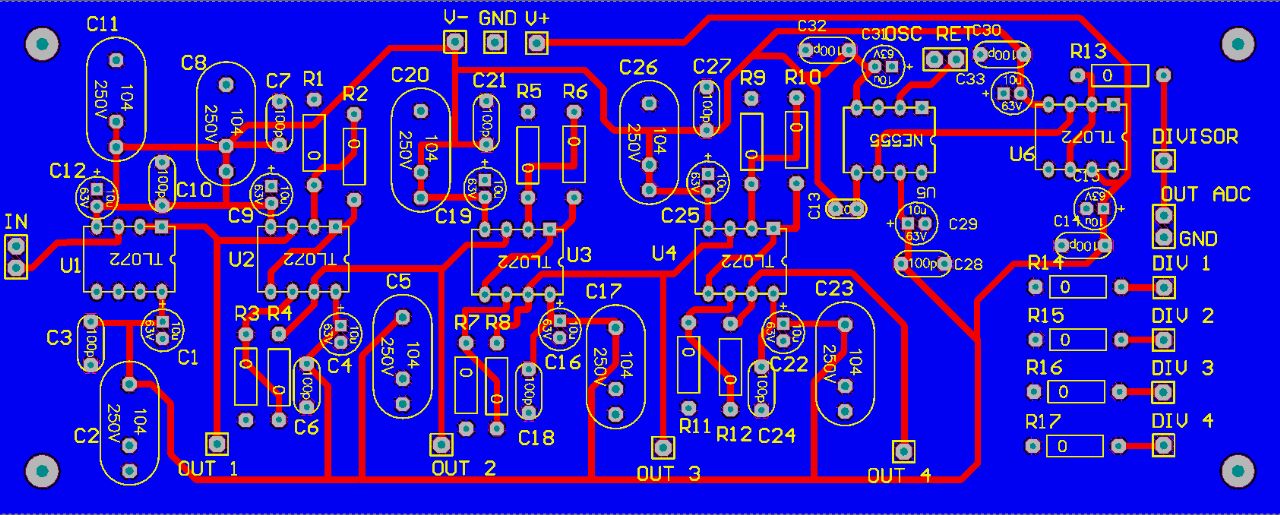 C11
V- GND V+
C32
C31
OSC RET
C30
C8
C7
R1
R2
C20
C21
R5
R6
C26
C27
R9
R10
C33
R13
104
250V
104
250V
100p
0
0
104
250V
100p
0
0
104
250V
100p
0
0
100p
63V
10u
100p
10u
63V
0
NE555
TL072
U6
DIVISOR
C12
C10
C9
C19
C25
C13
U5
C13
OUT ADC
63V
10u
100p
63V
10u
63V
10u
63V
10u
10u
63V
C29
10u
C14
100p
GND
IN
U1
TL072
U2
TL072
U3
TL072
U4
TL072
100p
C28
R14
0
DIV 1
C3
100p
63V
10u
C1
R3
R4
C4
63V
10u
C5
R7
R8
C16
63V
10u
C17
C22
63V
10u
C23
R15
0
DIV 2
0
0
100p
C6
104
250V
0
0
100p
C18
104
250V
0
0
100p
104
250V
R16
0
DIV 3
C2
104
250V
R11
R12
C24
R17
0
DIV 4
OUT 1
OUT 2
OUT 3
OUT 4